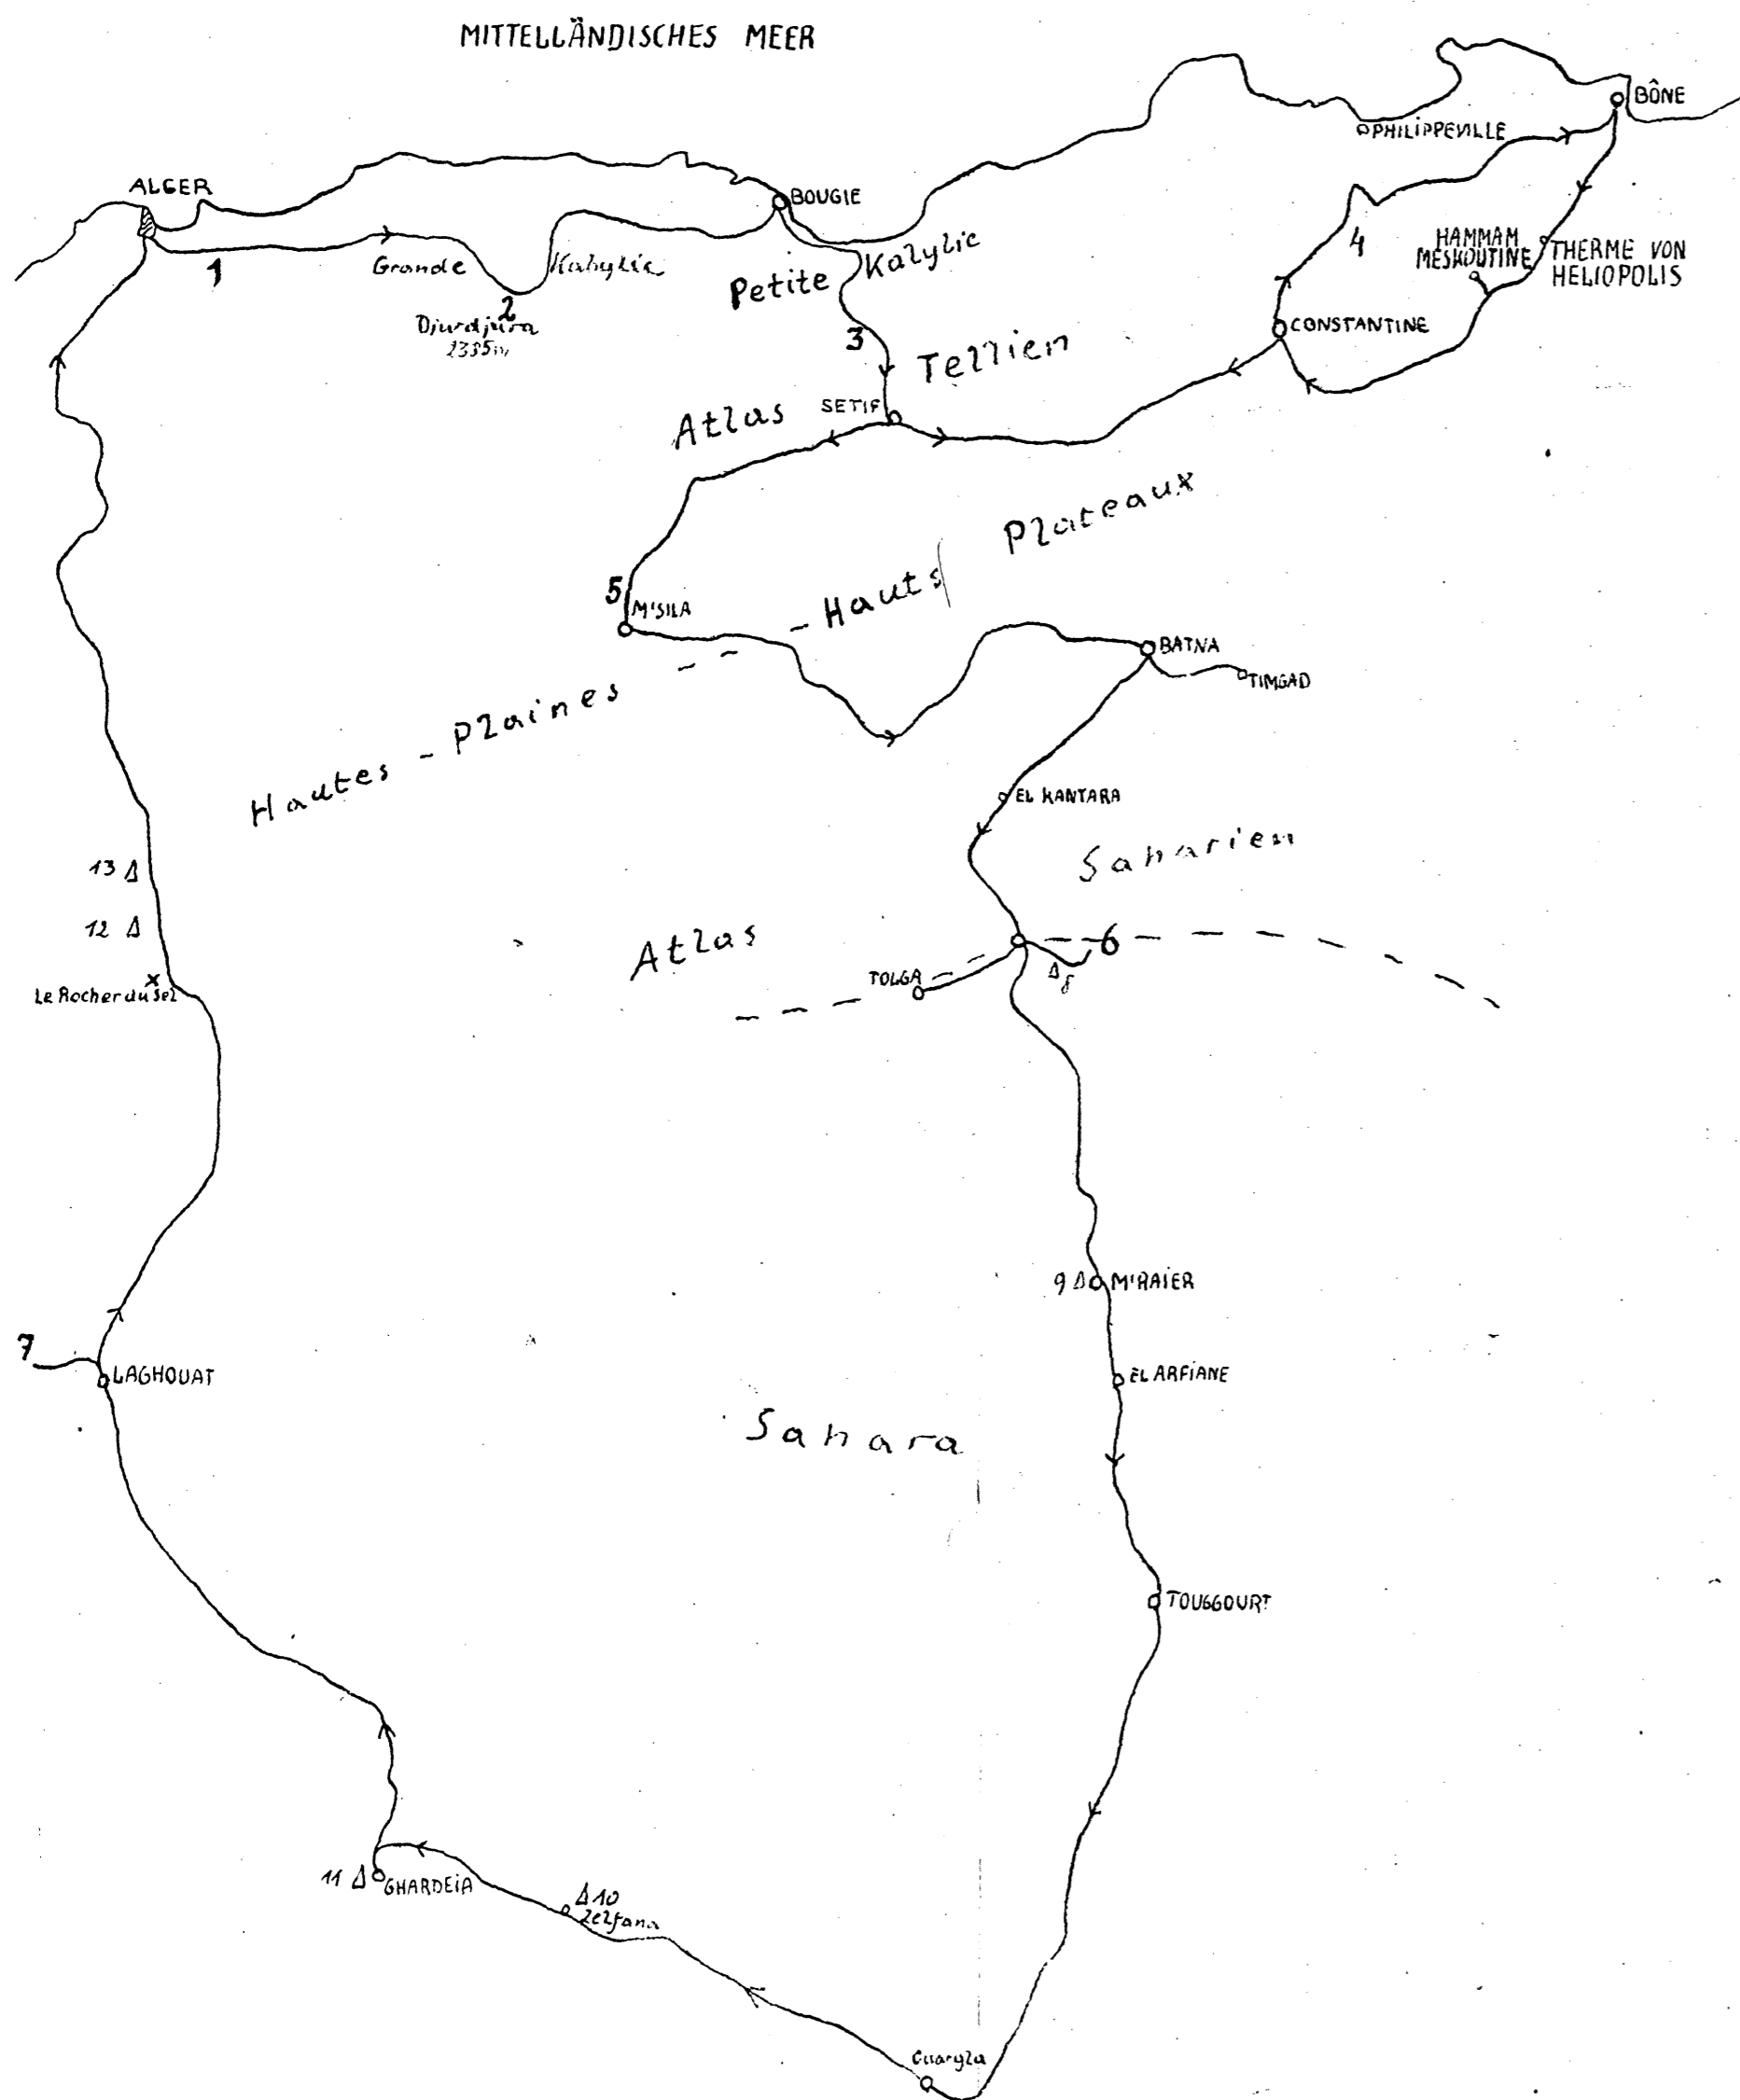 MITTELLÄNDISCHES MEER
BÔNE
PHILIPPEVILLE
ALGER
BOUGIE
1
Grande Kabylie
Petite Kalylie
4
HAMMAM
MESKOUTINE
THERME VON
HELIOPOLIS
2
Djurdjura
2335m
3
CONSTANTINE
Atlas Tellien
SETIF
Hautes - Plaines - Hauts Plateaux
5
M'SILA
BATNA
TIMGAD
EL KANTARA
Atlas Saharien
13
12
Le Rocher du Sel
6
TOLGA
8
9
M'RAIER
7
LAGHOUAT
EL ARFIANE
Sahara
TOUGGOURT
11
GHARDEIA
10
Zelfana
Ouargla